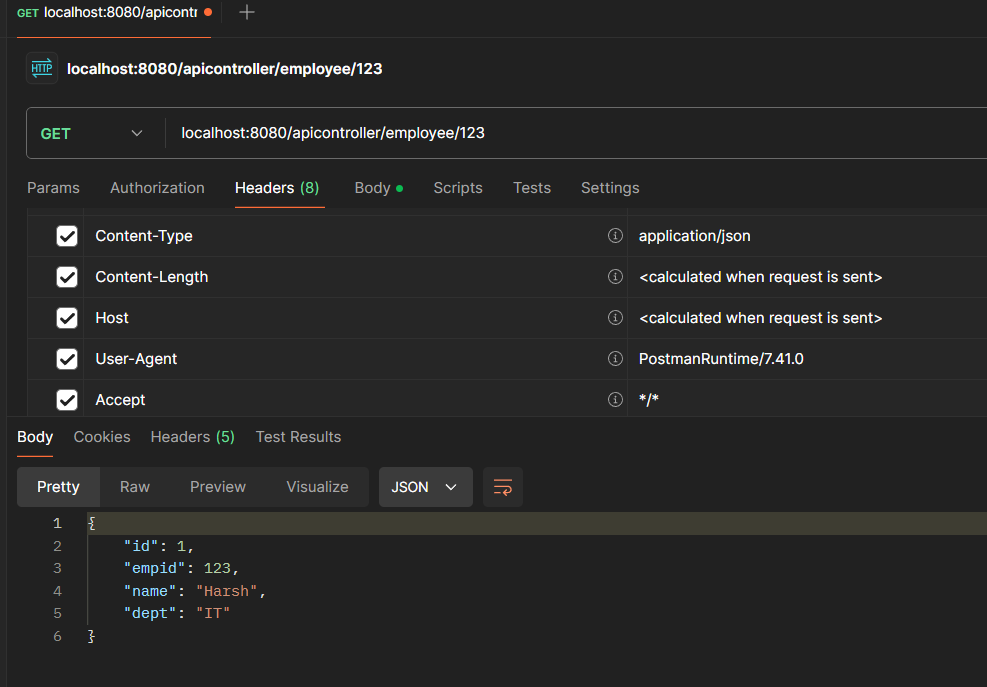 GET localhost:8080/apicontr
HTTP localhost:8080/apicontroller/employee/123
GET localhost:8080/apicontroller/employee/123
Params Authorization Headers (8) Body Scripts Tests Settings
Content-Type application/json
Content-Length <calculated when request is sent>
Host <calculated when request is sent>
User-Agent PostmanRuntime/7.41.0
Accept */*
Body Cookies Headers (5) Test Results
Pretty Raw Preview Visualize JSON
1 {
2 "id": 1,
3 "empid": 123,
4 "name": "Harsh",
5 "dept": "IT"
6 }